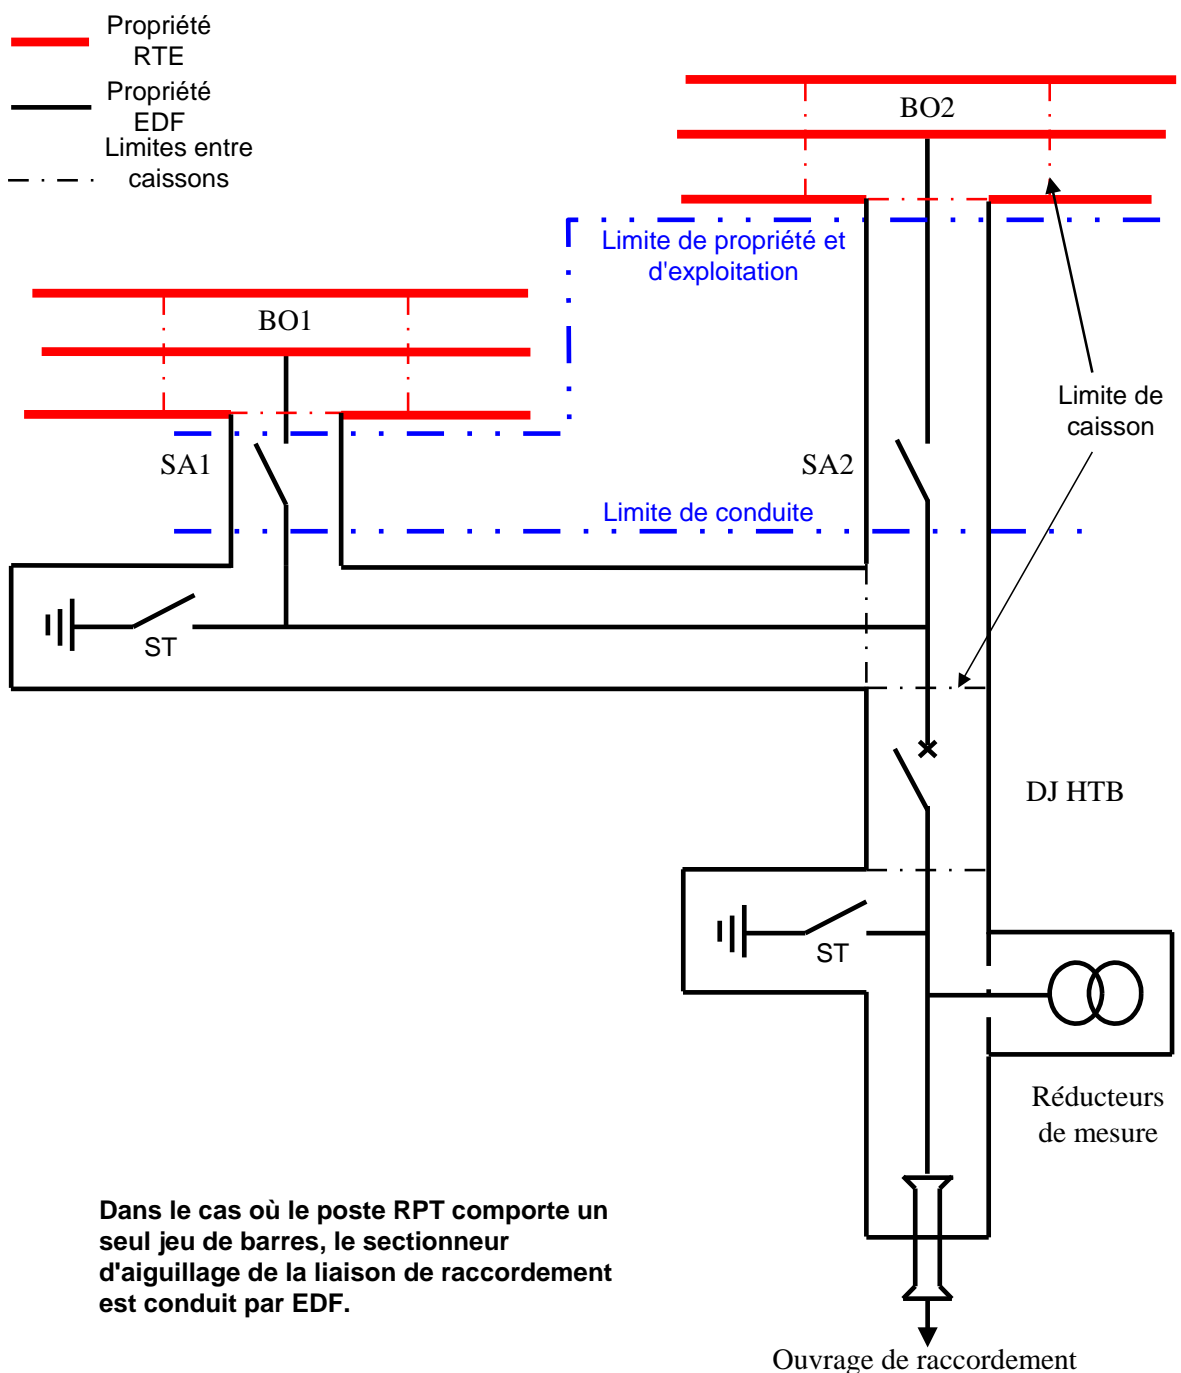 Propriété
RTE
Propriété
EDF
Limites entre
caissons
BO2
Limite de propriété et
d'exploitation
BO1
Limite de
caisson
SA1
SA2
Limite de conduite
ST
DJ HTB
ST
Réducteurs
de mesure
Dans le cas où le poste RPT comporte un
seul jeu de barres, le sectionneur
d'aiguillage de la liaison de raccordement
est conduit par EDF.
Ouvrage de raccordement